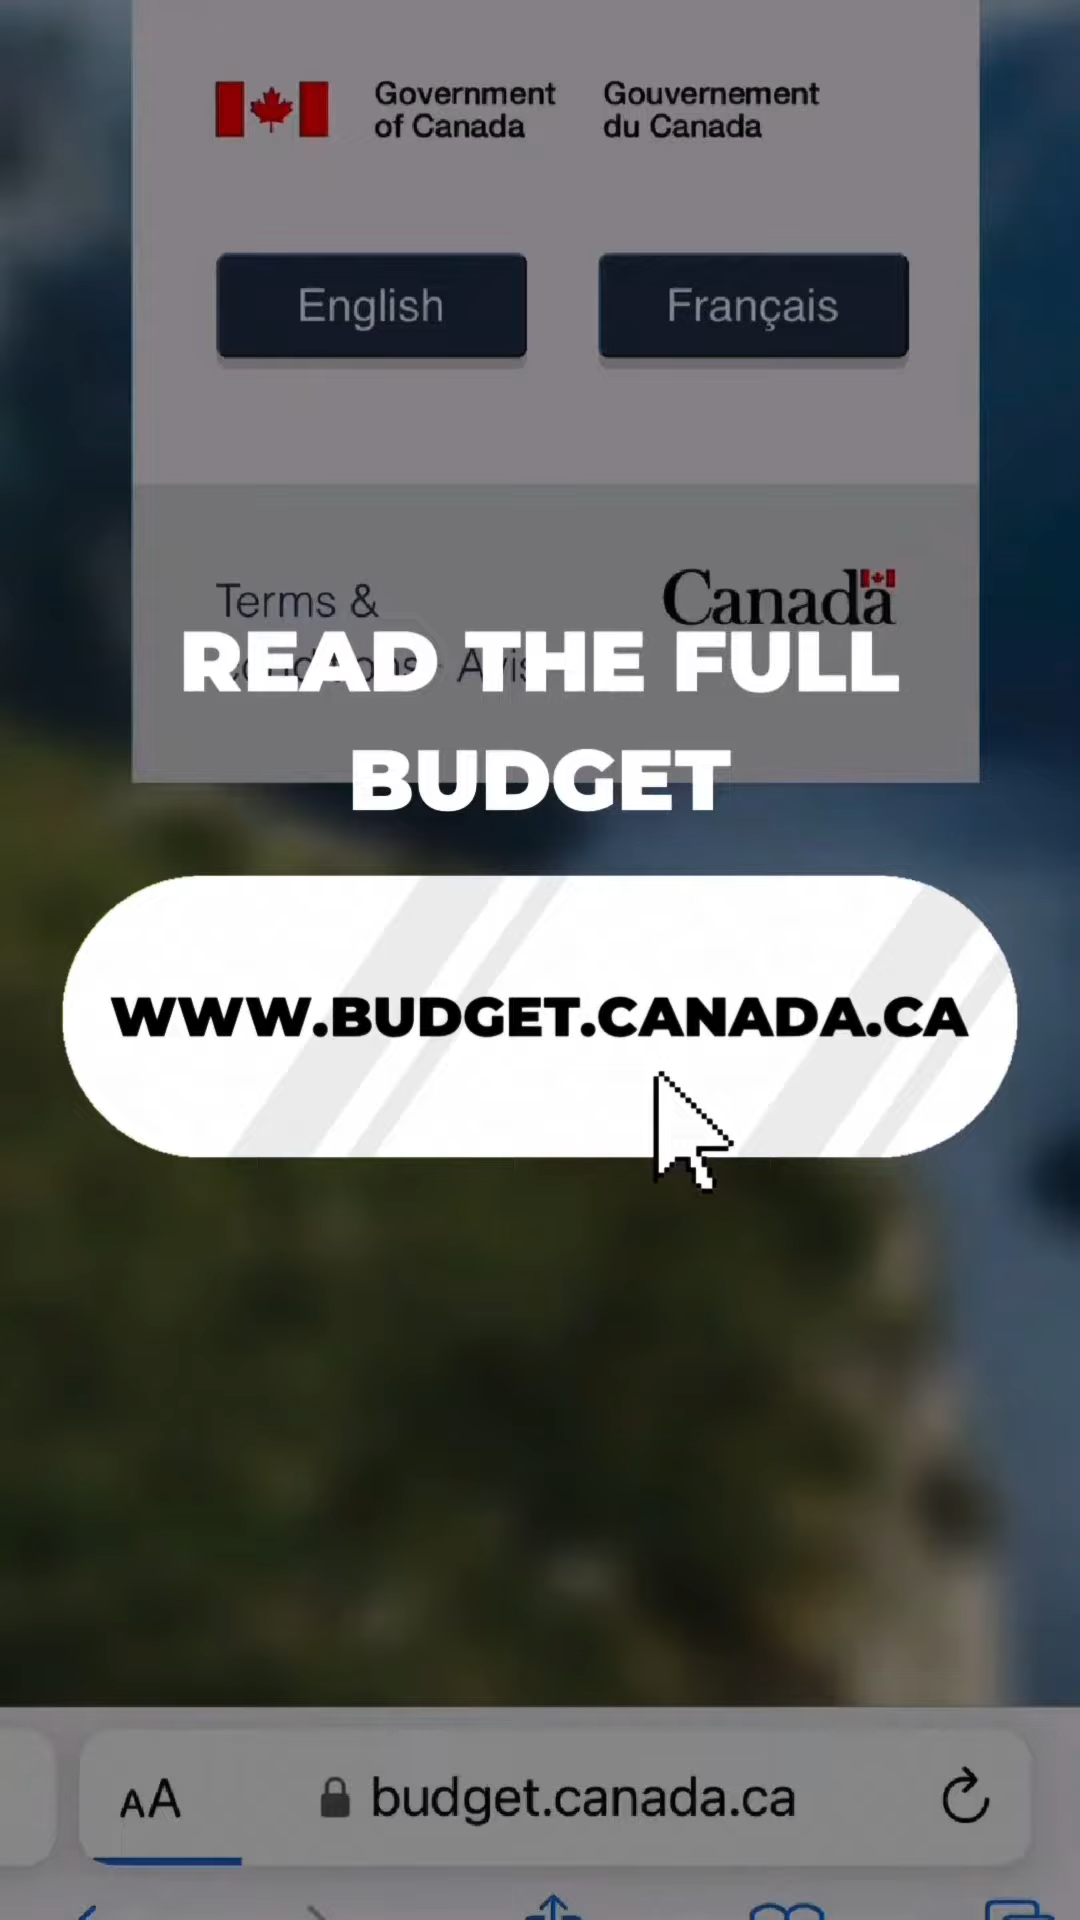 Government
of Canada
Gouvernement
du Canada
English
Français
Terms &
Canada
READ THE FULL
BUDGET
WWW.BUDGET.CANADA.CA
AA
budget.canada.ca